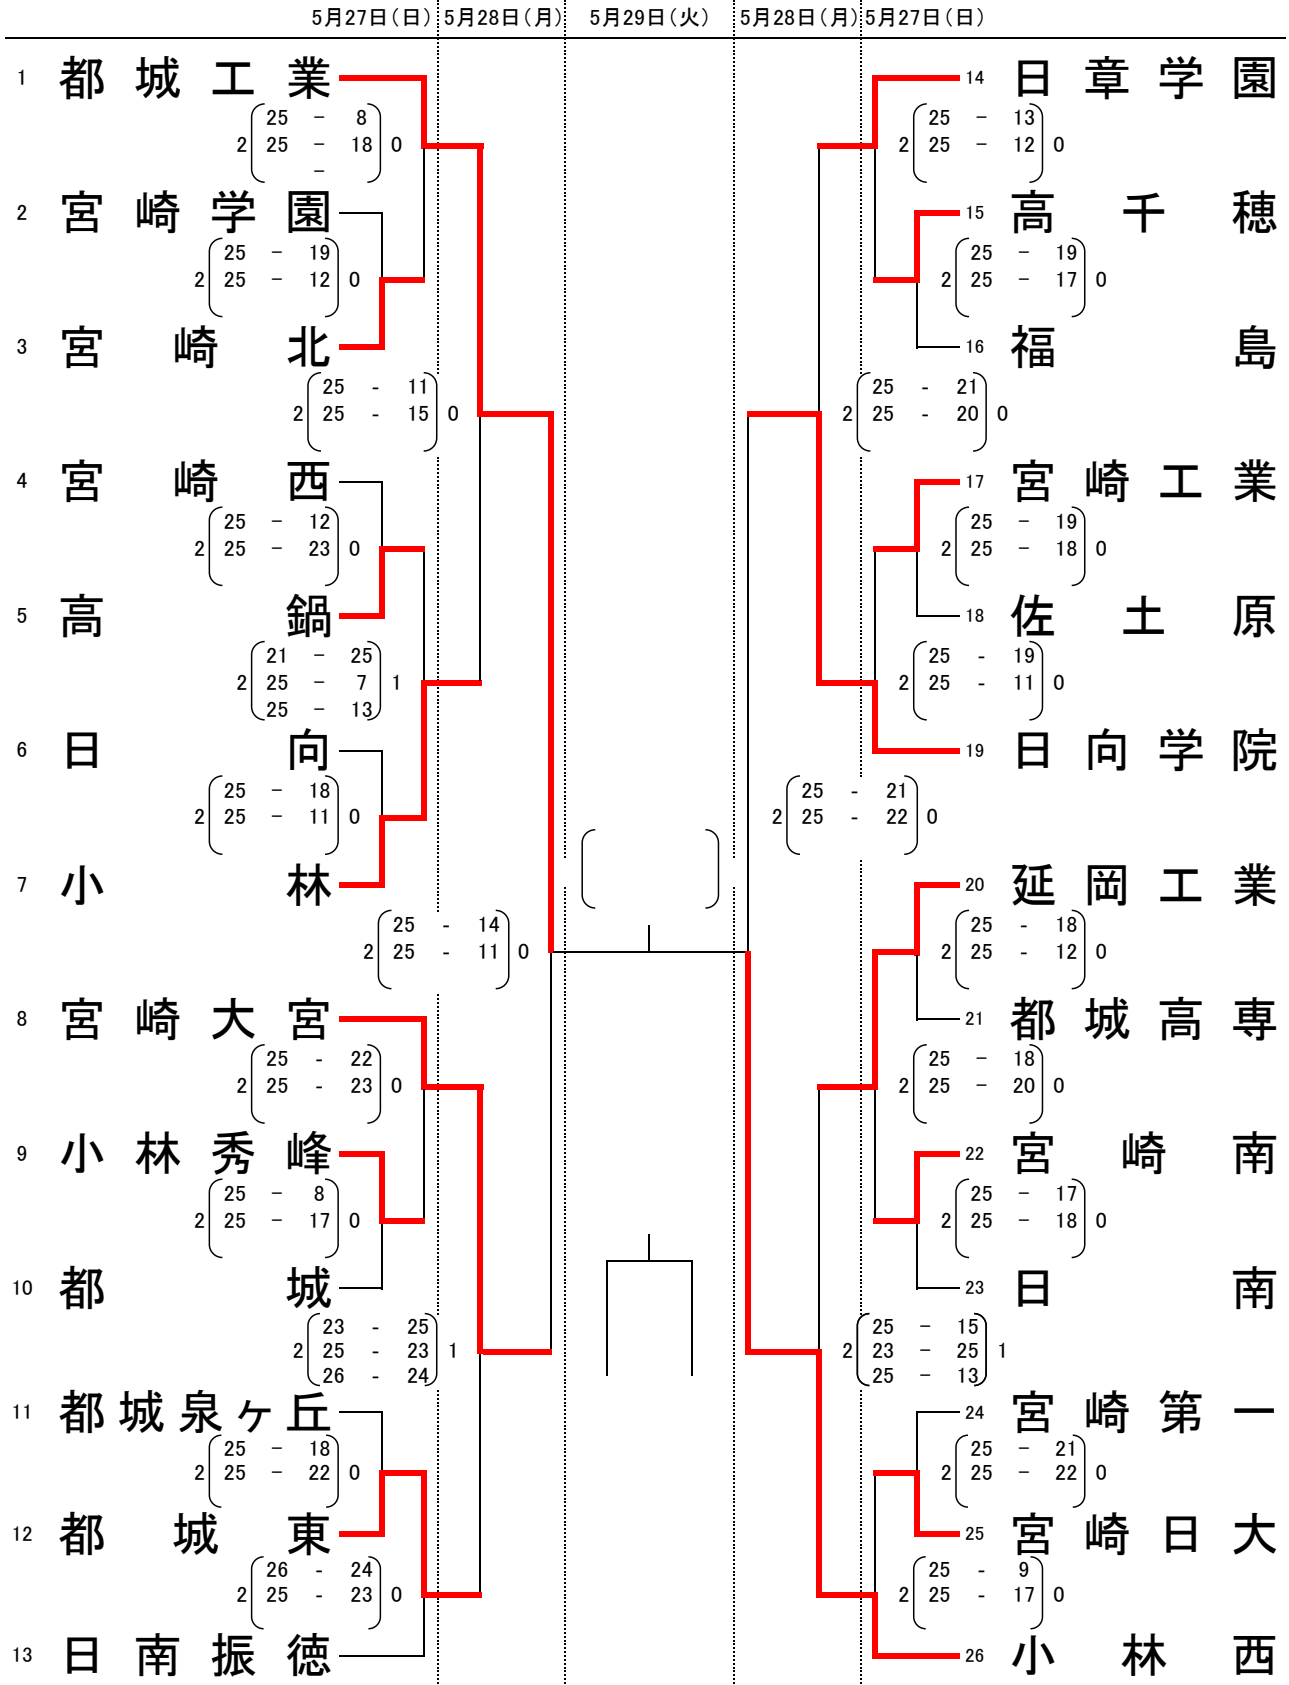 5月27日(日) 5月28日(月) 5月29日(火) 5月28日(月) 5月27日(日)
1 都城工業
25 − 8
2 25 − 18 0
−
2 宮崎学園
25 − 19
2 25 − 12 0
3 宮崎北
25 - 11
2 25 - 15 0
4 宮崎西
25 − 12
2 25 − 23 0
5 高鍋
21 − 25
2 25 − 7 1
25 − 13
6 日向
25 − 18
2 25 − 11 0
7 小林
25 - 14
2 25 - 11 0
8 宮崎大宮
25 - 22
2 25 - 23 0
9 小林秀峰
25 − 8
2 25 − 17 0
10 都城
23 - 25
2 25 - 23 1
26 - 24
11 都城泉ヶ丘
25 − 18
2 25 − 22 0
12 都城東
26 - 24
2 25 - 23 0
13 日南振徳
14 日章学園
25 − 13
2 25 − 12 0
15 高千穂
25 − 19
2 25 − 17 0
16 福島
25 - 21
2 25 - 20 0
17 宮崎工業
25 − 19
2 25 − 18 0
18 佐土原
25 - 19
2 25 - 11 0
19 日向学院
25 - 21
2 25 - 22 0
20 延岡工業
25 - 18
2 25 - 12 0
21 都城高専
25 − 18
2 25 − 20 0
22 宮崎南
25 − 17
2 25 − 18 0
23 日南
25 − 15
2 23 − 25 1
25 − 13
24 宮崎第一
25 − 21
2 25 − 22 0
25 宮崎日大
25 - 9
2 25 - 17 0
26 小林西